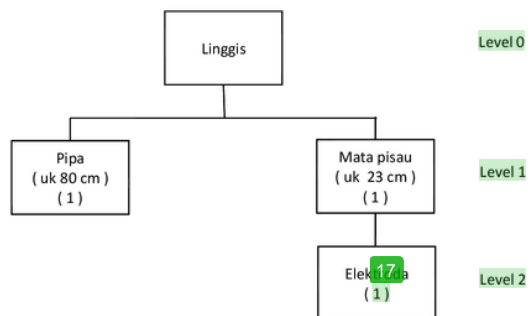 Linggis
Level 0
Pipa
( uk 80 cm )
( 1 )
Mata pisau
( uk 23 cm )
( 1 )
Level 1
17
( 1 )
Level 2